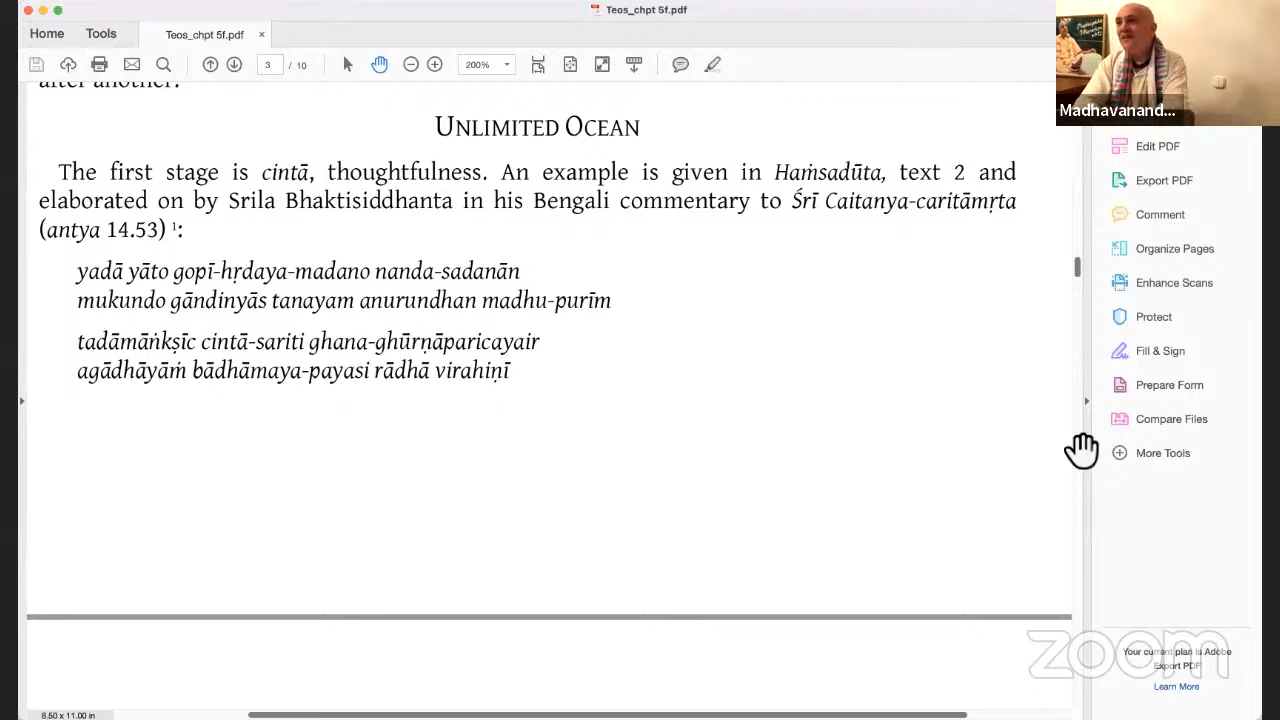 Teos_chpt 5f.pdf
Home
Tools
Teos_chpt 5f.pdf ×
3 / 10
200%
Madhavanand...
after another.
UNLIMITED OCEAN
The first stage is cintā, thoughtfulness. An example is given in Haṁsadūta, text 2 and
elaborated on by Srila Bhaktisiddhanta in his Bengali commentary to Śrī Caitanya-caritāmṛta
(antya 14.53) ¹:
yadā yāto gopī-hṛdaya-madano nanda-sadanān
mukundo gāndinyās tanayam anurundhan madhu-purīm
tadāmāṅkṣīc cintā-sariti ghana-ghūrṇāparicayair
agādhāyāṁ bādhāmaya-payasi rādhā virahiṇī
Edit PDF
Export PDF
Comment
Organize Pages
Enhance Scans
Protect
Fill & Sign
Prepare Form
Compare Files
More Tools
zoom
Your current plan is Adobe
Export PDF
Learn More
8.50 x 11.00 in